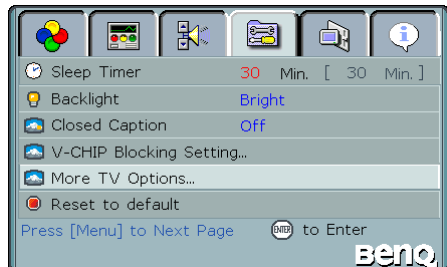 Sleep Timer 30 Min. [ 30 Min. ]
Backlight Bright
Closed Caption Off
V-CHIP Blocking Setting...
More TV Options...
Reset to default
Press [Menu] to Next Page ENTER to Enter
BenQ